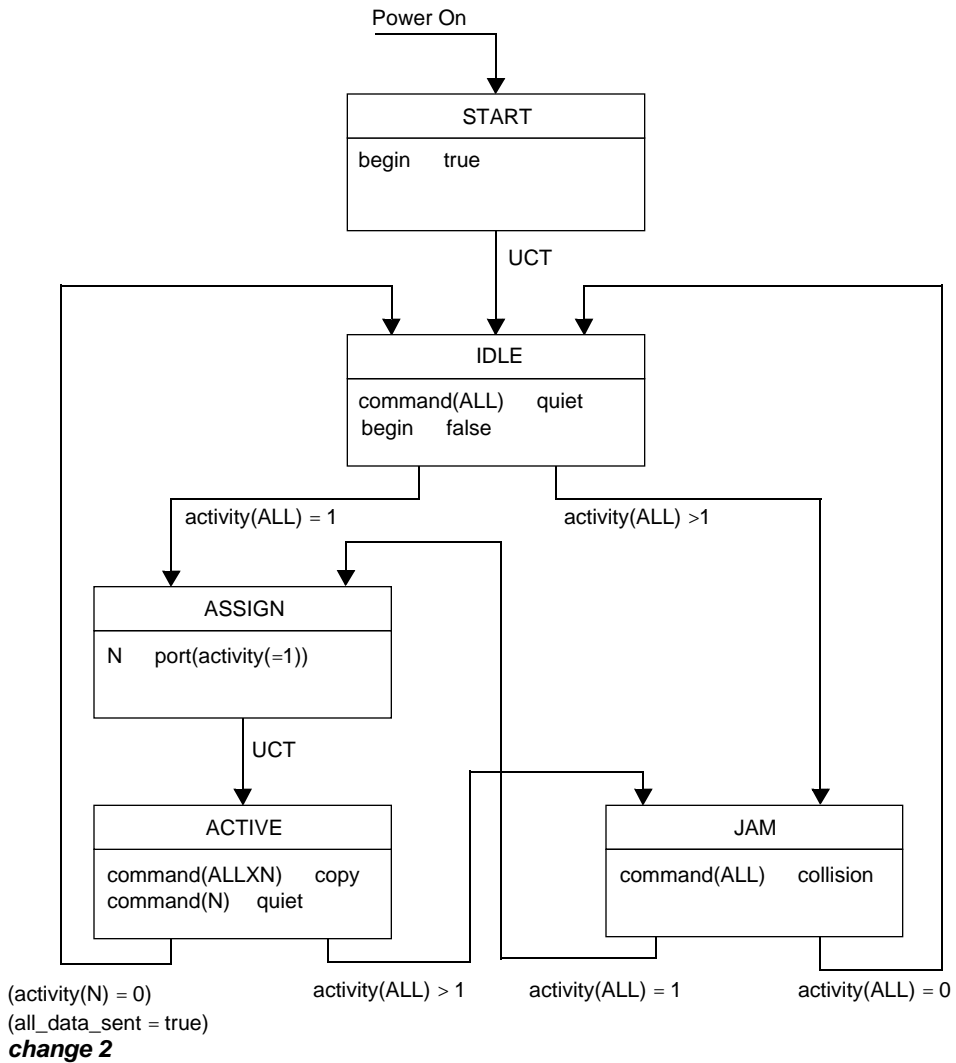 Power On
START
begin true
UCT
IDLE
command(ALL) quiet
begin false
activity(ALL) = 1
activity(ALL) >1
ASSIGN
N port(activity(=1))
UCT
ACTIVE
command(ALLXN) copy
command(N) quiet
JAM
command(ALL) collision
(activity(N) = 0)
(all_data_sent = true)
change 2
activity(ALL) > 1
activity(ALL) = 1
activity(ALL) = 0